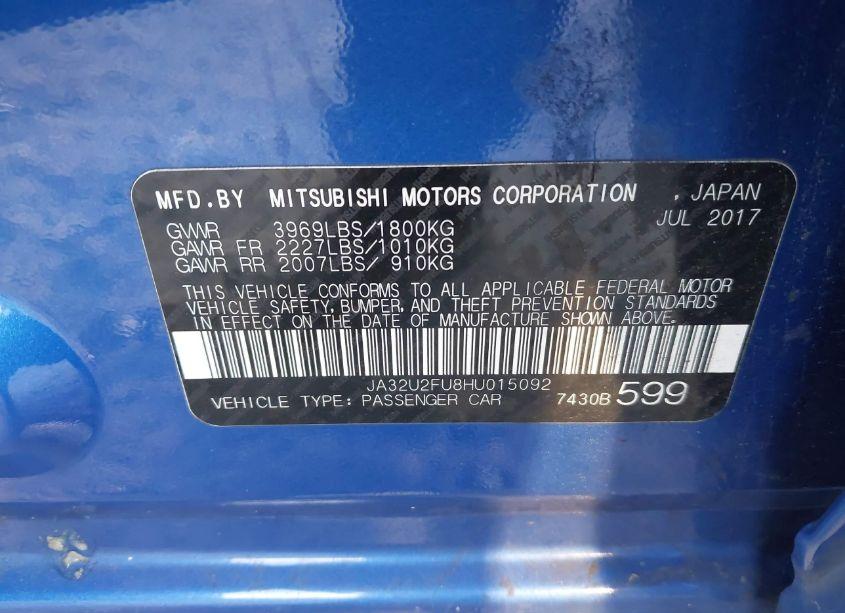 MFD.BY MITSUBISHI MOTORS CORPORATION , JAPAN
JUL 2017
GVWR 3969LBS/1800KG
GAWR FR 2227LBS/1010KG
GAWR RR 2007LBS/ 910KG
THIS VEHICLE CONFORMS TO ALL APPLICABLE FEDERAL MOTOR
VEHICLE SAFETY, BUMPER, AND THEFT PREVENTION STANDARDS
IN EFFECT ON THE DATE OF MANUFACTURE SHOWN ABOVE.
JA32U2FU8HU015092
VEHICLE TYPE: PASSENGER CAR 7430B 599